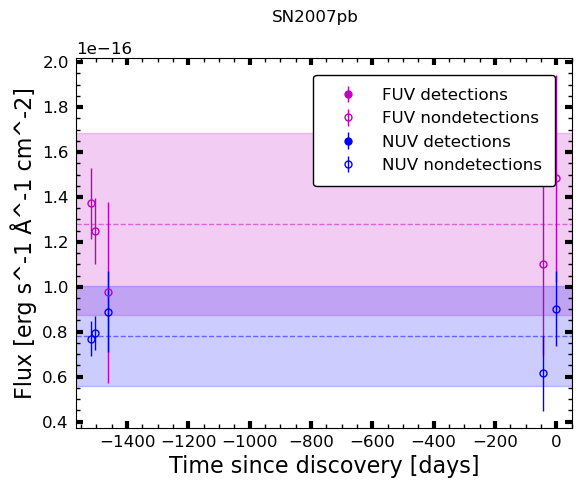 SN2007pb
1e−16
2.0
1.8
1.6
1.4
1.2
1.0
0.8
0.6
0.4
Flux [erg s^-1 Å^-1 cm^-2]
FUV detections
FUV nondetections
NUV detections
NUV nondetections
−1400 −1200 −1000 −800 −600 −400 −200 0
Time since discovery [days]